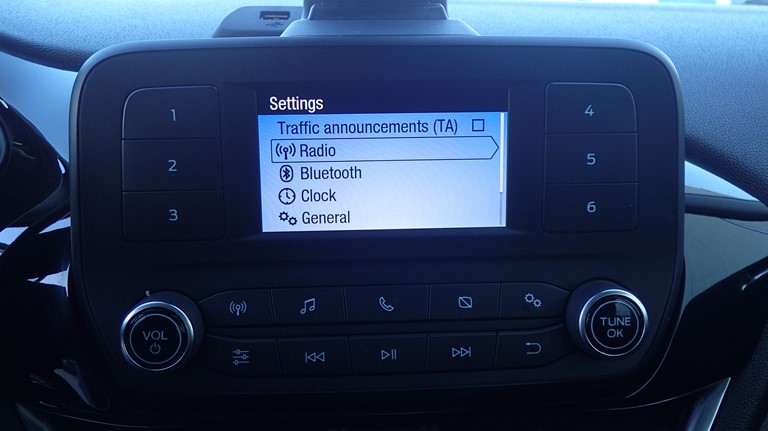 Settings
Traffic announcements (TA)
Radio
Bluetooth
Clock
General
1
2
3
4
5
6
VOL
TUNE
OK